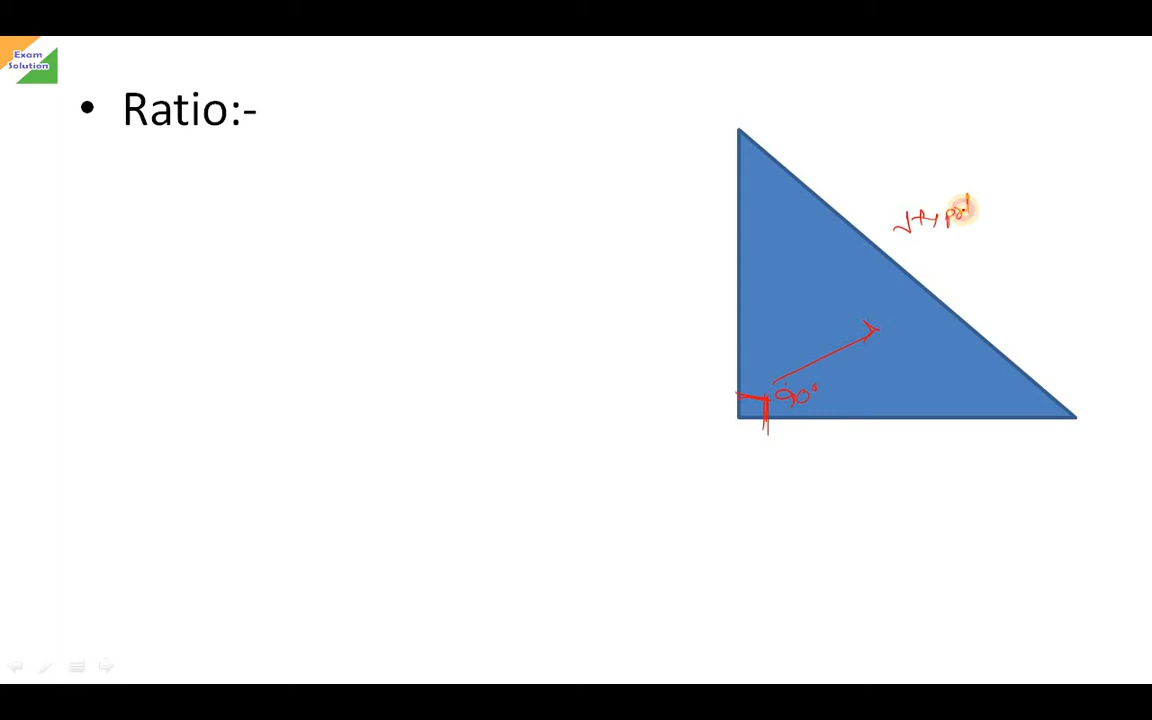 Exam
Solution
• Ratio:-
90°